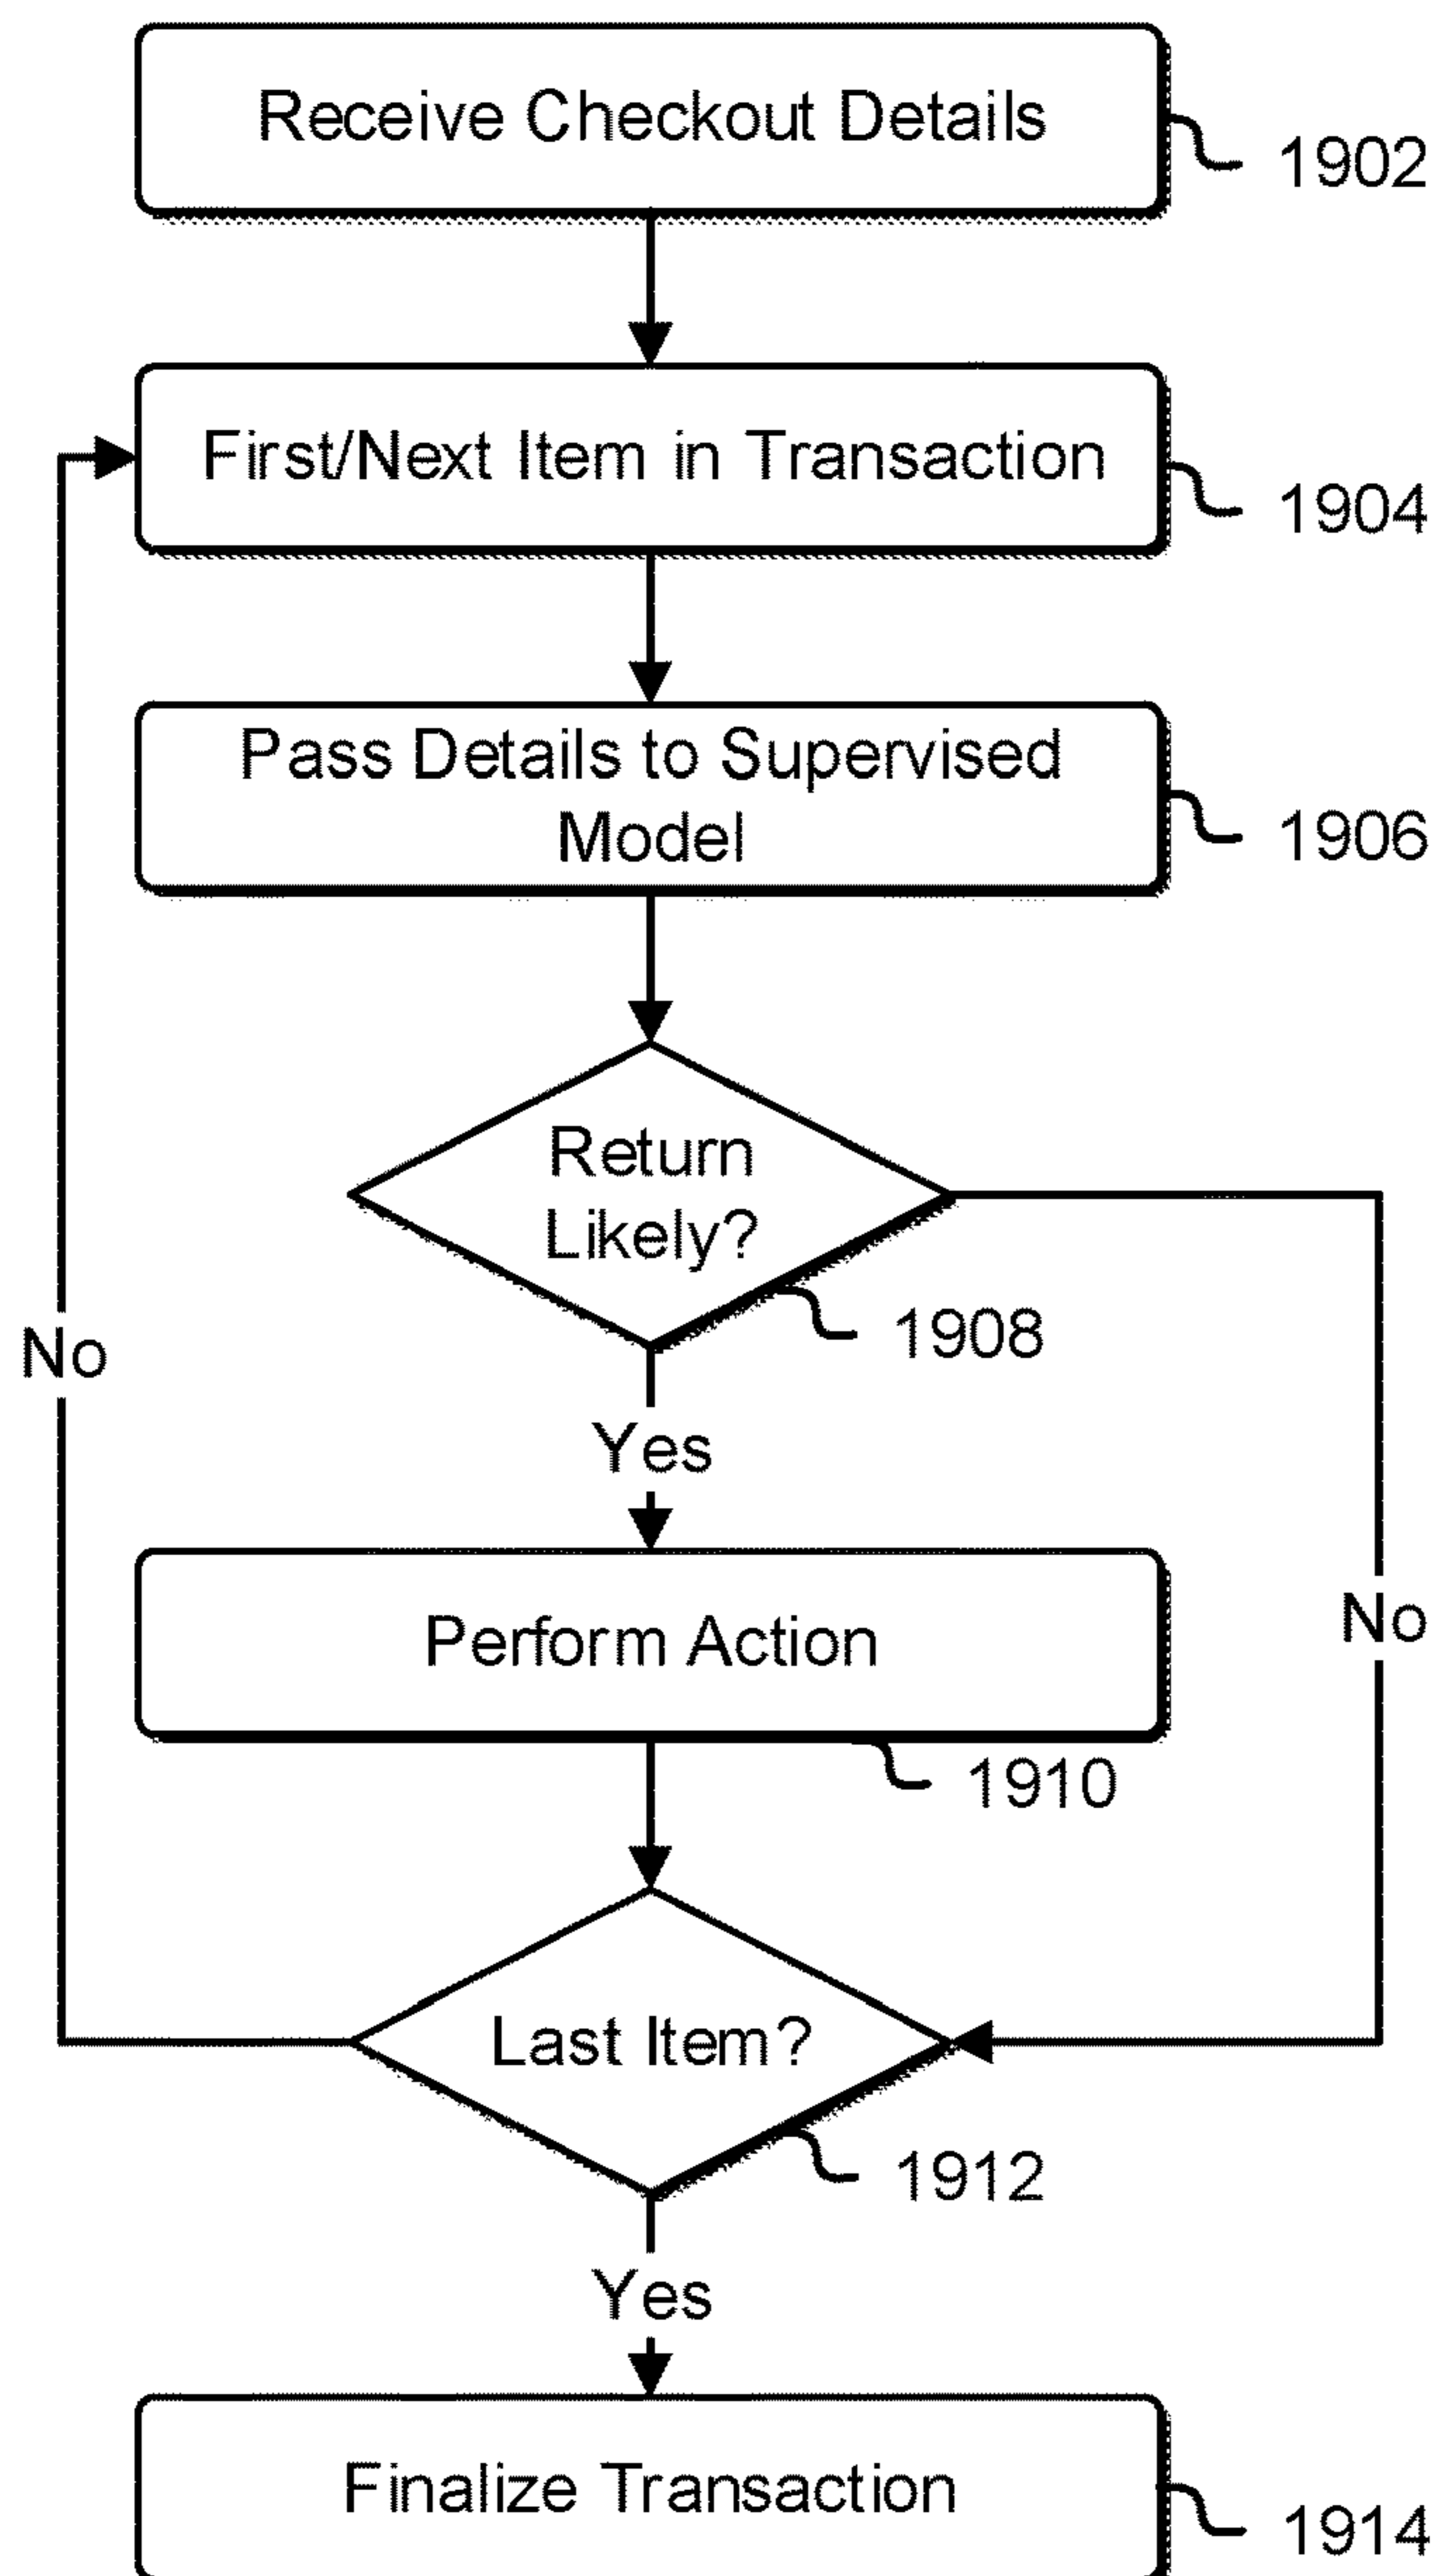 Receive Checkout Details
1902
First/Next Item in Transaction
1904
Pass Details to Supervised
Model
1906
Return
Likely?
1908
No
Yes
Perform Action
No
1910
Last Item?
1912
Yes
Finalize Transaction
1914